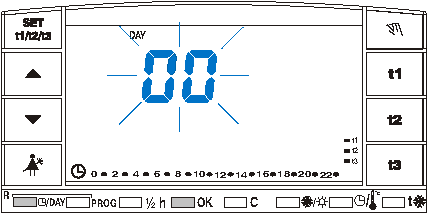 SET
t1/t2/t3
DAY
00
t1
t2
t3
t1
t2
t3
0 2 4 6 8 10 12 14 16 18 20 22
R /DAY PROG ½ h OK C / / t